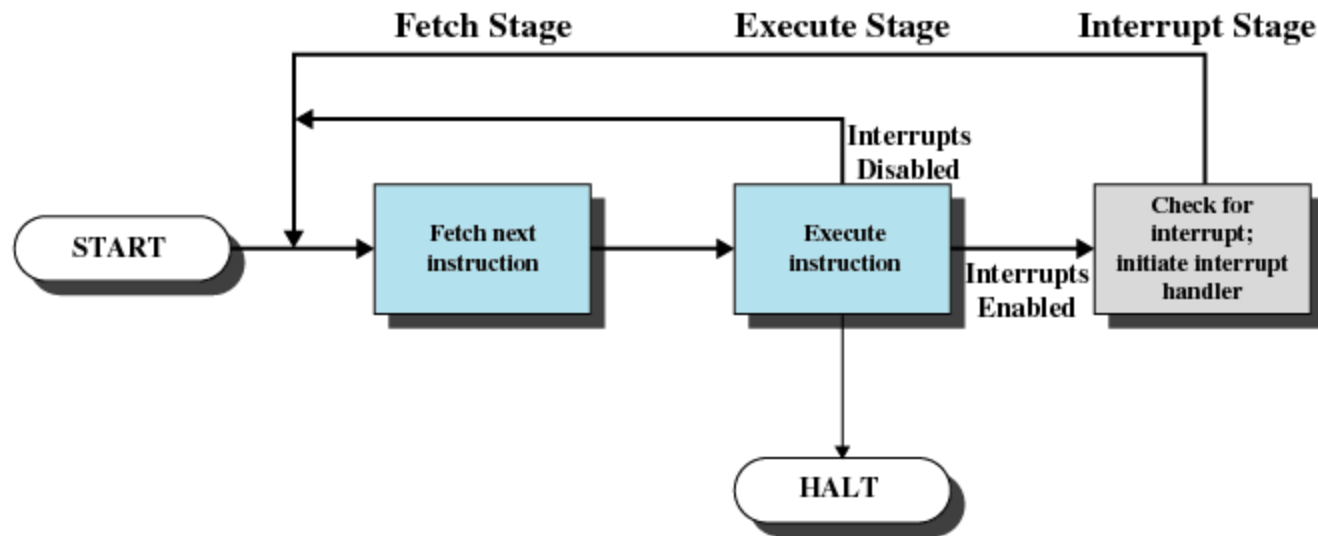 Fetch Stage
Execute Stage
Interrupt Stage
Interrupts
Disabled
START
Fetch next
instruction
Execute
instruction
Interrupts
Enabled
Check for
interrupt;
initiate interrupt
handler
HALT